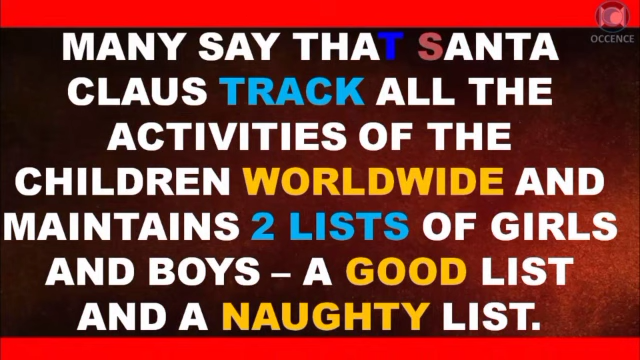 OCCENCE
MANY SAY THAT SANTA
CLAUS TRACK ALL THE
ACTIVITIES OF THE
CHILDREN WORLDWIDE AND
MAINTAINS 2 LISTS OF GIRLS
AND BOYS – A GOOD LIST
AND A NAUGHTY LIST.